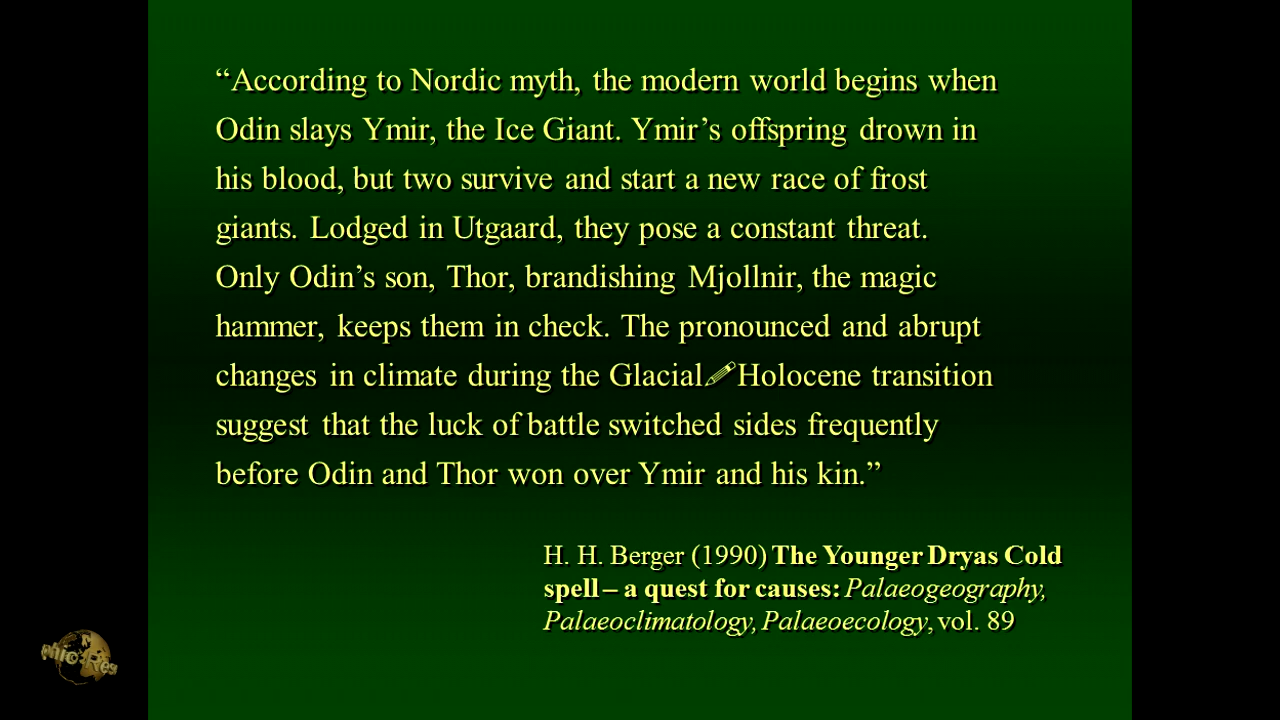 “According to Nordic myth, the modern world begins when
Odin slays Ymir, the Ice Giant. Ymir’s offspring drown in
his blood, but two survive and start a new race of frost
giants. Lodged in Utgaard, they pose a constant threat.
Only Odin’s son, Thor, brandishing Mjollnir, the magic
hammer, keeps them in check. The pronounced and abrupt
changes in climate during the Glacial✐Holocene transition
suggest that the luck of battle switched sides frequently
before Odin and Thor won over Ymir and his kin.”
H. H. Berger (1990) The Younger Dryas Cold
spell – a quest for causes: Palaeogeography,
Palaeoclimatology, Palaeoecology, vol. 89